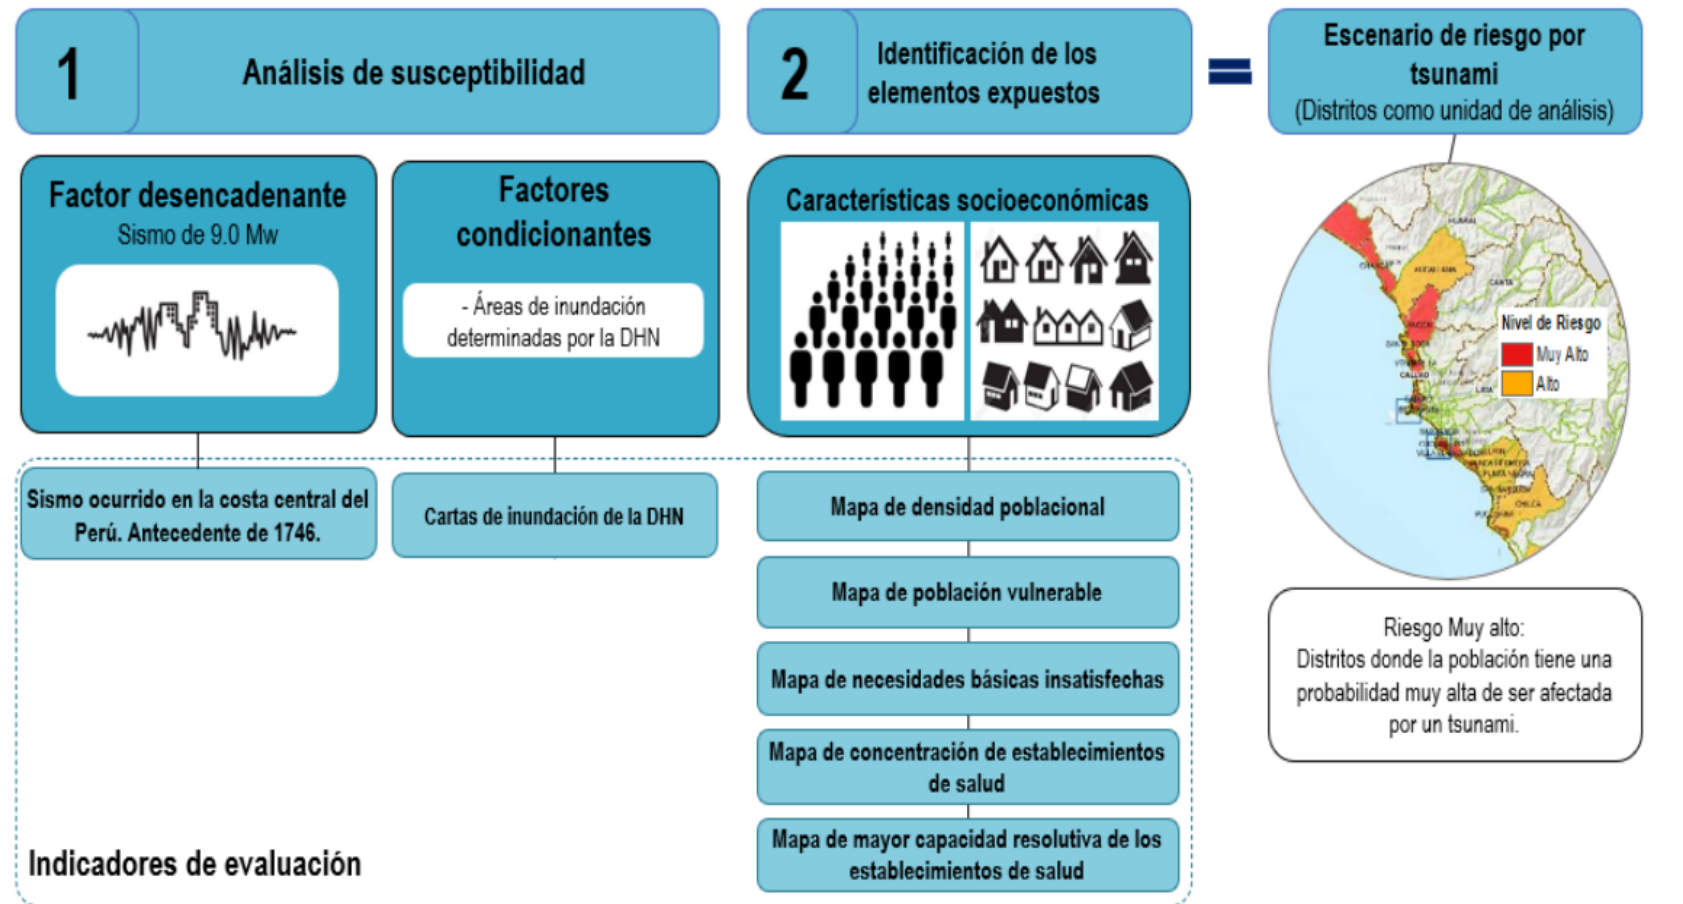 1
Análisis de susceptibilidad
2
Identificación de los
elementos expuestos
Escenario de riesgo por
tsunami
(Distritos como unidad de análisis)
Factor desencadenante
Sismo de 9.0 Mw
Factores
condicionantes
- Áreas de inundación
determinadas por la DHN
Características socioeconómicas
Sismo ocurrido en la costa central del
Perú. Antecedente de 1746.
Cartas de inundación de la DHN
Mapa de densidad poblacional
Mapa de población vulnerable
Mapa de necesidades básicas insatisfechas
Mapa de concentración de establecimientos
de salud
Mapa de mayor capacidad resolutiva de los
establecimientos de salud
Indicadores de evaluación
HUARAL
CANTA
Nivel de Riesgo
Muy Alto
Alto
CALLAO
LIMA
CHILCA
Riesgo Muy alto:
Distritos donde la población tiene una
probabilidad muy alta de ser afectada
por un tsunami.